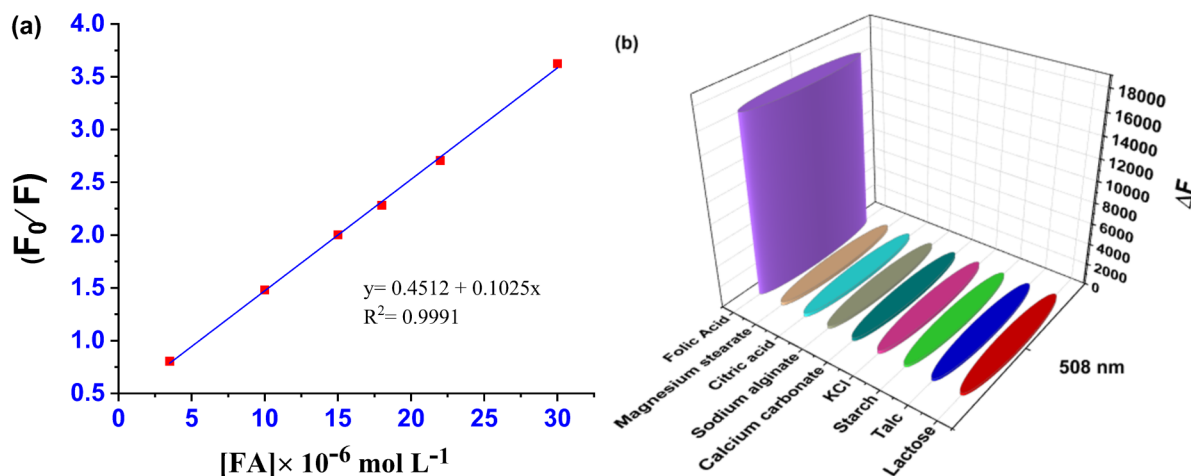 (a)
4.0
3.5
3.0
2.5
2.0
1.5
1.0
0.5
(F₀/F)
y= 0.4512 + 0.1025x
R²= 0.9991
0 5 10 15 20 25 30
[FA]× 10⁻⁶ mol L⁻¹
(b)
18000
16000
14000
12000
10000
8000
6000
4000
2000
0
ΔF
Folic Acid
Magnesium stearate
Citric acid
Sodium alginate
Calcium carbonate
KCl
Starch
Talc
Lactose
508 nm